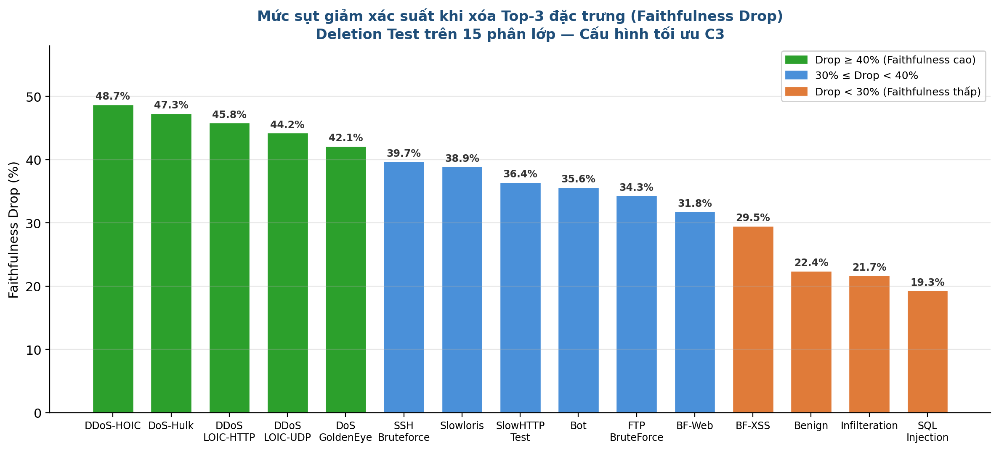 Mức sụt giảm xác suất khi xóa Top-3 đặc trưng (Faithfulness Drop)
Deletion Test trên 15 phân lớp — Cấu hình tối ưu C3
Drop ≥ 40% (Faithfulness cao)
30% ≤ Drop < 40%
Drop < 30% (Faithfulness thấp)
Faithfulness Drop (%)
50
40
30
20
10
0
48.7%
47.3%
45.8%
44.2%
42.1%
39.7%
38.9%
36.4%
35.6%
34.3%
31.8%
29.5%
22.4%
21.7%
19.3%
DDoS-HOIC
DoS-Hulk
DDoS
LOIC-HTTP
DDoS
LOIC-UDP
DoS
GoldenEye
SSH
Bruteforce
Slowloris
SlowHTTP
Test
Bot
FTP
BruteForce
BF-Web
BF-XSS
Benign
Infilteration
SQL
Injection